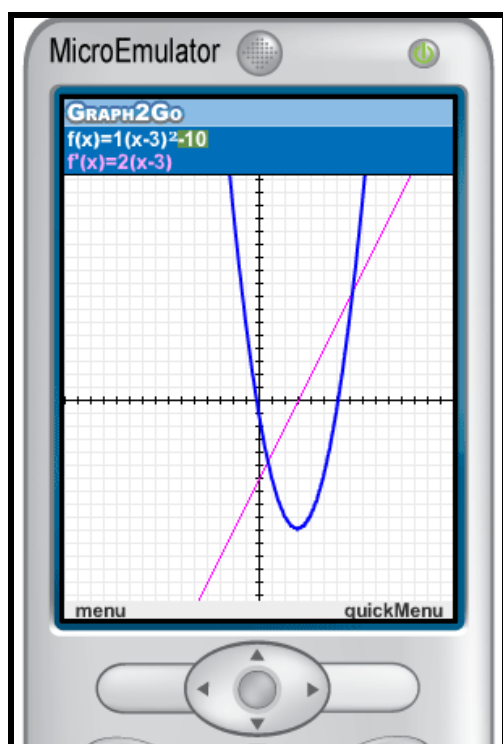 MicroEmulator
GRAPH2GO
f(x)=1(x-3)²-10
f'(x)=2(x-3)
menu quickMenu